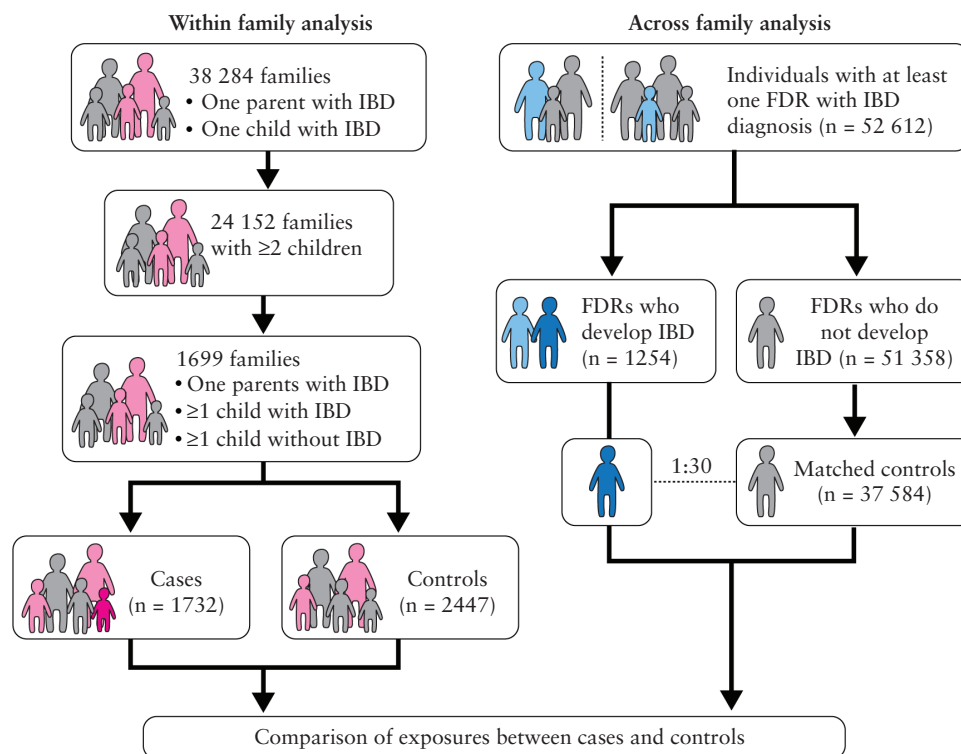 Within family analysis
38 284 families
• One parent with IBD
• One child with IBD
24 152 families
with ≥2 children
1699 families
• One parents with IBD
• ≥1 child with IBD
• ≥1 child without IBD
Cases
(n = 1732)
Controls
(n = 2447)
Across family analysis
Individuals with at least
one FDR with IBD
diagnosis (n = 52 612)
FDRs who
develop IBD
(n = 1254)
FDRs who do
not develop
IBD (n = 51 358)
1:30
Matched controls
(n = 37 584)
Comparison of exposures between cases and controls